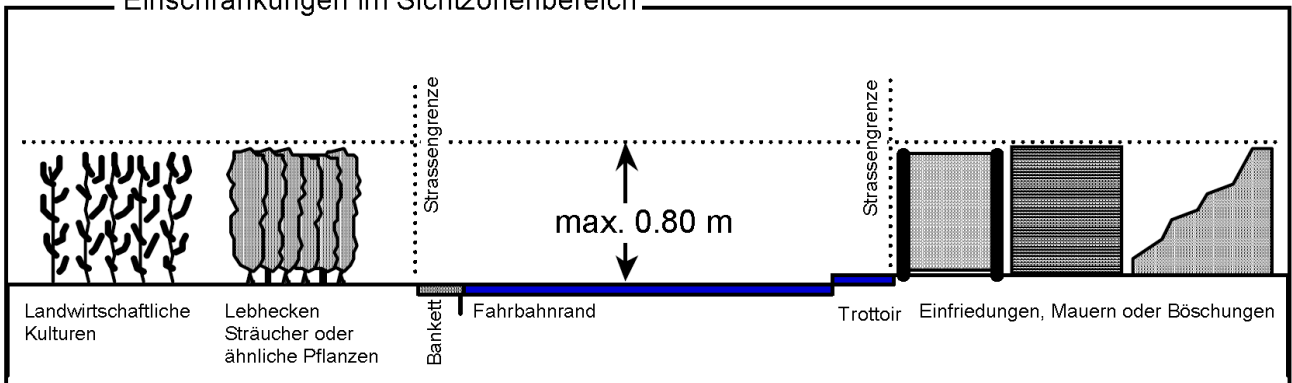 Einschränkungen im Sichtzonenbereich
Strassengrenze
Strassengrenze
max. 0.80 m
Landwirtschaftliche
Kulturen
Lebhecken
Sträucher oder
ähnliche Pflanzen
Bankett
Fahrbahnrand
Trottoir
Einfriedungen, Mauern oder Böschungen